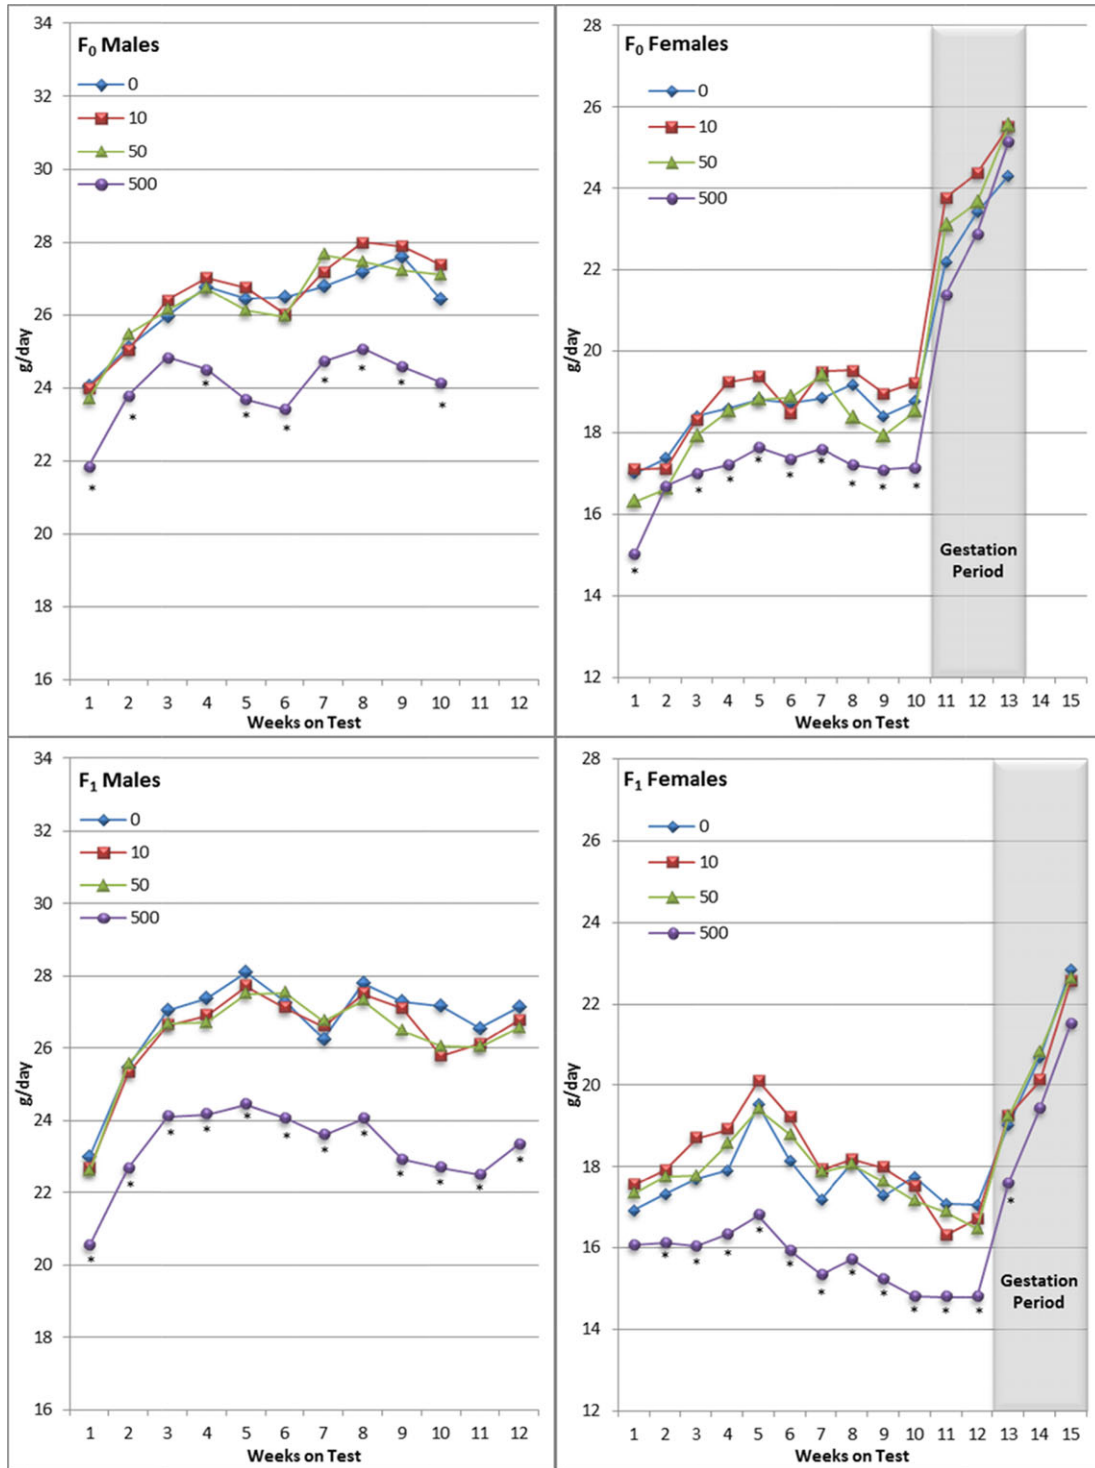 F0 Males
0
10
50
500
34
32
30
28
26
24
22
20
18
16
g/day
* * * * * * * * *
1 2 3 4 5 6 7 8 9 10 11 12
Weeks on Test
F0 Females
0
10
50
500
28
26
24
22
20
18
16
14
12
g/day
* * * * * * * * *
Gestation
Period
1 2 3 4 5 6 7 8 9 10 11 12 13 14 15
Weeks on Test
F1 Males
0
10
50
500
34
32
30
28
26
24
22
20
18
16
g/day
* * * * * * * * * * * *
1 2 3 4 5 6 7 8 9 10 11 12
Weeks on Test
F1 Females
0
10
50
500
28
26
24
22
20
18
16
14
12
g/day
* * * * * * * * * * * *
Gestation
Period
1 2 3 4 5 6 7 8 9 10 11 12 13 14 15
Weeks on Test